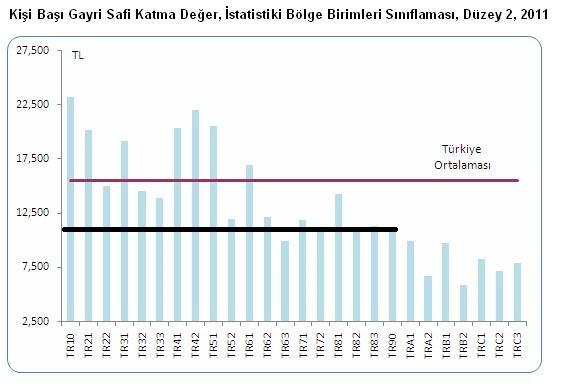 Kişi Başı Gayri Safi Katma Değer, İstatistiki Bölge Birimleri Sınıflaması, Düzey 2, 2011
27,500
TL
22,500
17,500
Türkiye
Ortalaması
12,500
7,500
2,500
TR10 TR21 TR22 TR31 TR32 TR33 TR41 TR42 TR51 TR52 TR61 TR62 TR63 TR71 TR72 TR81 TR82 TR83 TR90 TRA1 TRA2 TRB1 TRB2 TRC1 TRC2 TRC3